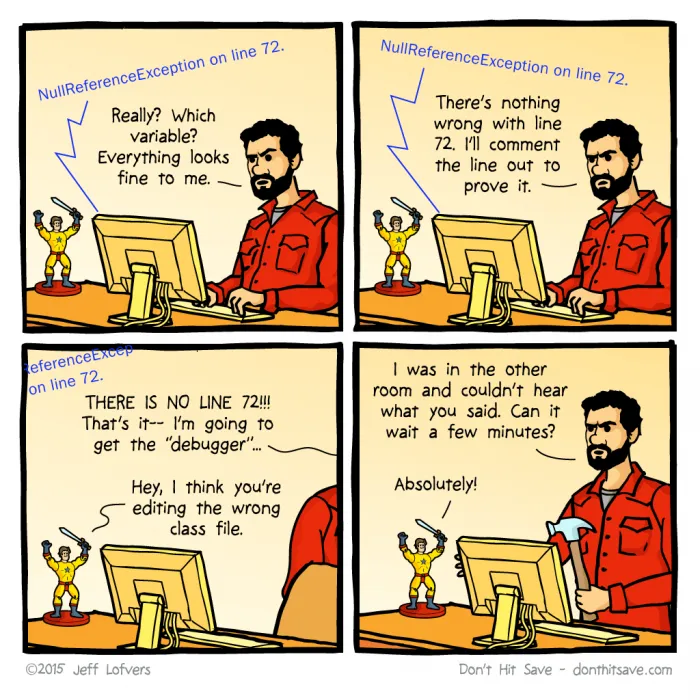 NullReferenceException on line 72.
Really? Which
variable?
Everything looks
fine to me.
NullReferenceException on line 72.
There's nothing
wrong with line
72. I'll comment
the line out to
prove it.
ReferenceExcep
on line 72.
THERE IS NO LINE 72!!!
That's it-- I'm going to
get the "debugger"...
Hey, I think you're
editing the wrong
class file.
I was in the other
room and couldn't hear
what you said. Can it
wait a few minutes?
Absolutely!
©2015 Jeff Lofvers
Don't Hit Save - donthitsave.com